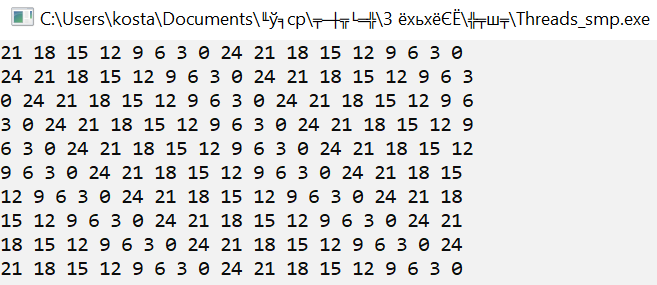 C:\Users\kosta\Documents\╙ў╕ср\╤─┼╔└═╬\3 ёхьхёЄЁ\╬╤ш╤\Threads_smp.exe
21 18 15 12 9 6 3 0 24 21 18 15 12 9 6 3 0
24 21 18 15 12 9 6 3 0 24 21 18 15 12 9 6 3
0 24 21 18 15 12 9 6 3 0 24 21 18 15 12 9 6
3 0 24 21 18 15 12 9 6 3 0 24 21 18 15 12 9
6 3 0 24 21 18 15 12 9 6 3 0 24 21 18 15 12
9 6 3 0 24 21 18 15 12 9 6 3 0 24 21 18 15
12 9 6 3 0 24 21 18 15 12 9 6 3 0 24 21 18
15 12 9 6 3 0 24 21 18 15 12 9 6 3 0 24 21
18 15 12 9 6 3 0 24 21 18 15 12 9 6 3 0 24
21 18 15 12 9 6 3 0 24 21 18 15 12 9 6 3 0